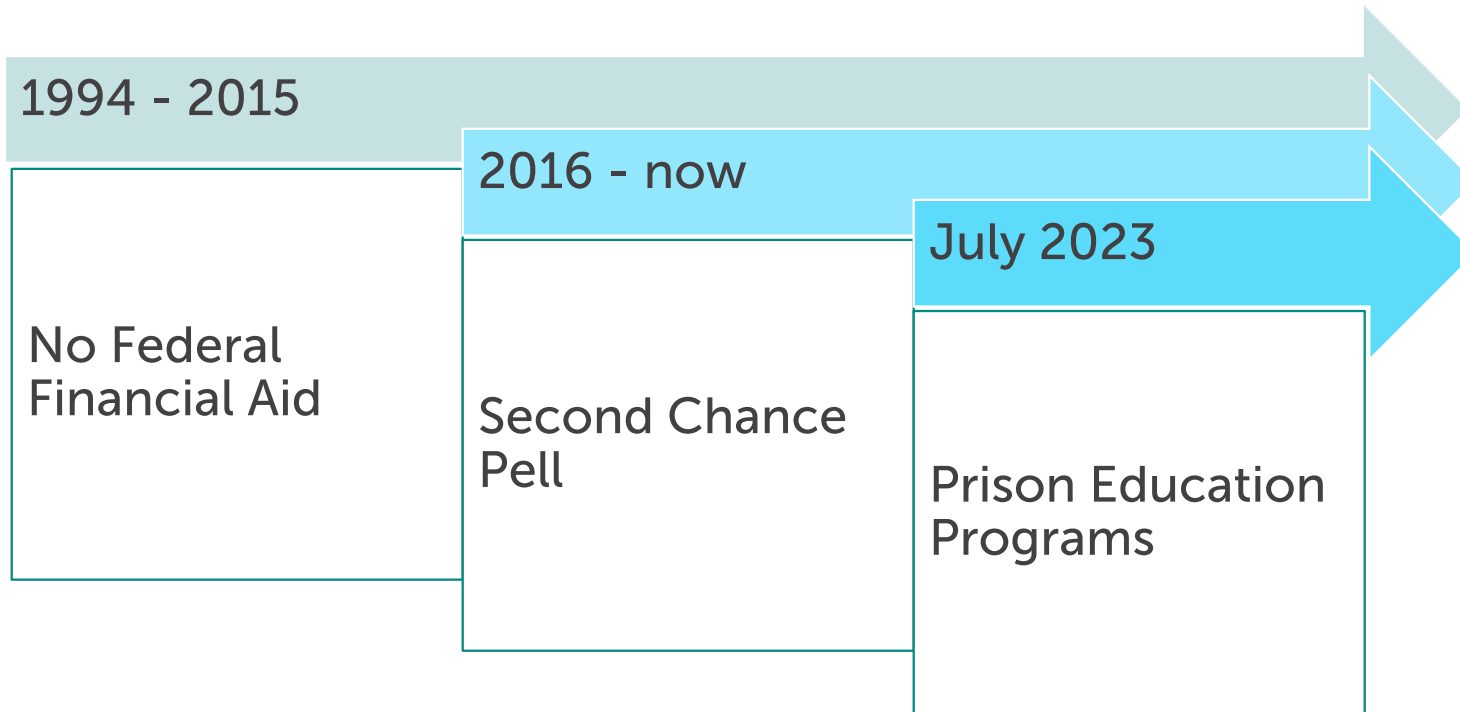 1994 - 2015
No Federal
Financial Aid
2016 - now
Second Chance
Pell
July 2023
Prison Education
Programs